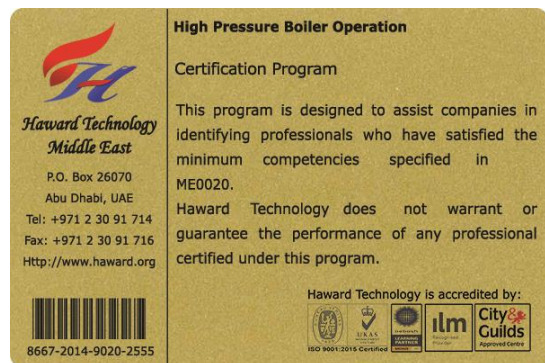 Haward Technology
Middle East
P.O. Box 26070
Abu Dhabi, UAE
Tel: +971 2 30 91 714
Fax: +971 2 30 91 716
Http://www.haward.org
8667-2014-9020-2555
High Pressure Boiler Operation
Certification Program
This program is designed to assist companies in
identifying professionals who have satisfied the
minimum competencies specified in
ME0020.
Haward Technology does not warrant or
guarantee the performance of any professional
certified under this program.
Haward Technology is accredited by:
UKAS
ISO 9001:2015 Certified
LEARNING
PARTNER
ilm
Recognised
Provider
City&
Guilds
Approved Centre